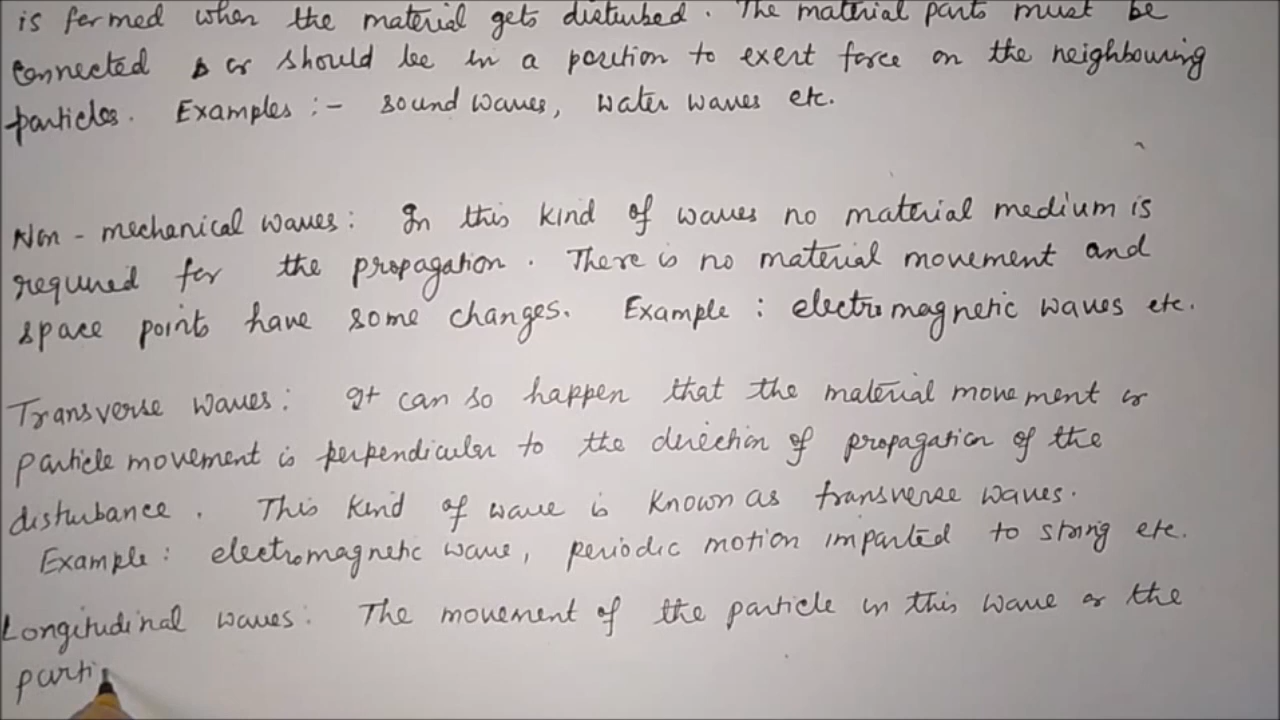 is formed when the material gets disturbed. The material parts must be
connected or should be in a position to exert force on the neighbouring
particles. Examples :- sound waves, water waves etc.
Non-mechanical waves: In this kind of waves no material medium is
required for the propagation. There is no material movement and
space points have some changes. Example : electromagnetic waves etc.
Transverse waves: It can so happen that the material movement or
particle movement is perpendicular to the direction of propagation of the
disturbance. This kind of wave is known as transverse waves.
Example: electromagnetic wave, periodic motion imparted to string etc.
Longitudinal waves: The movement of the particle in this wave or the
parti